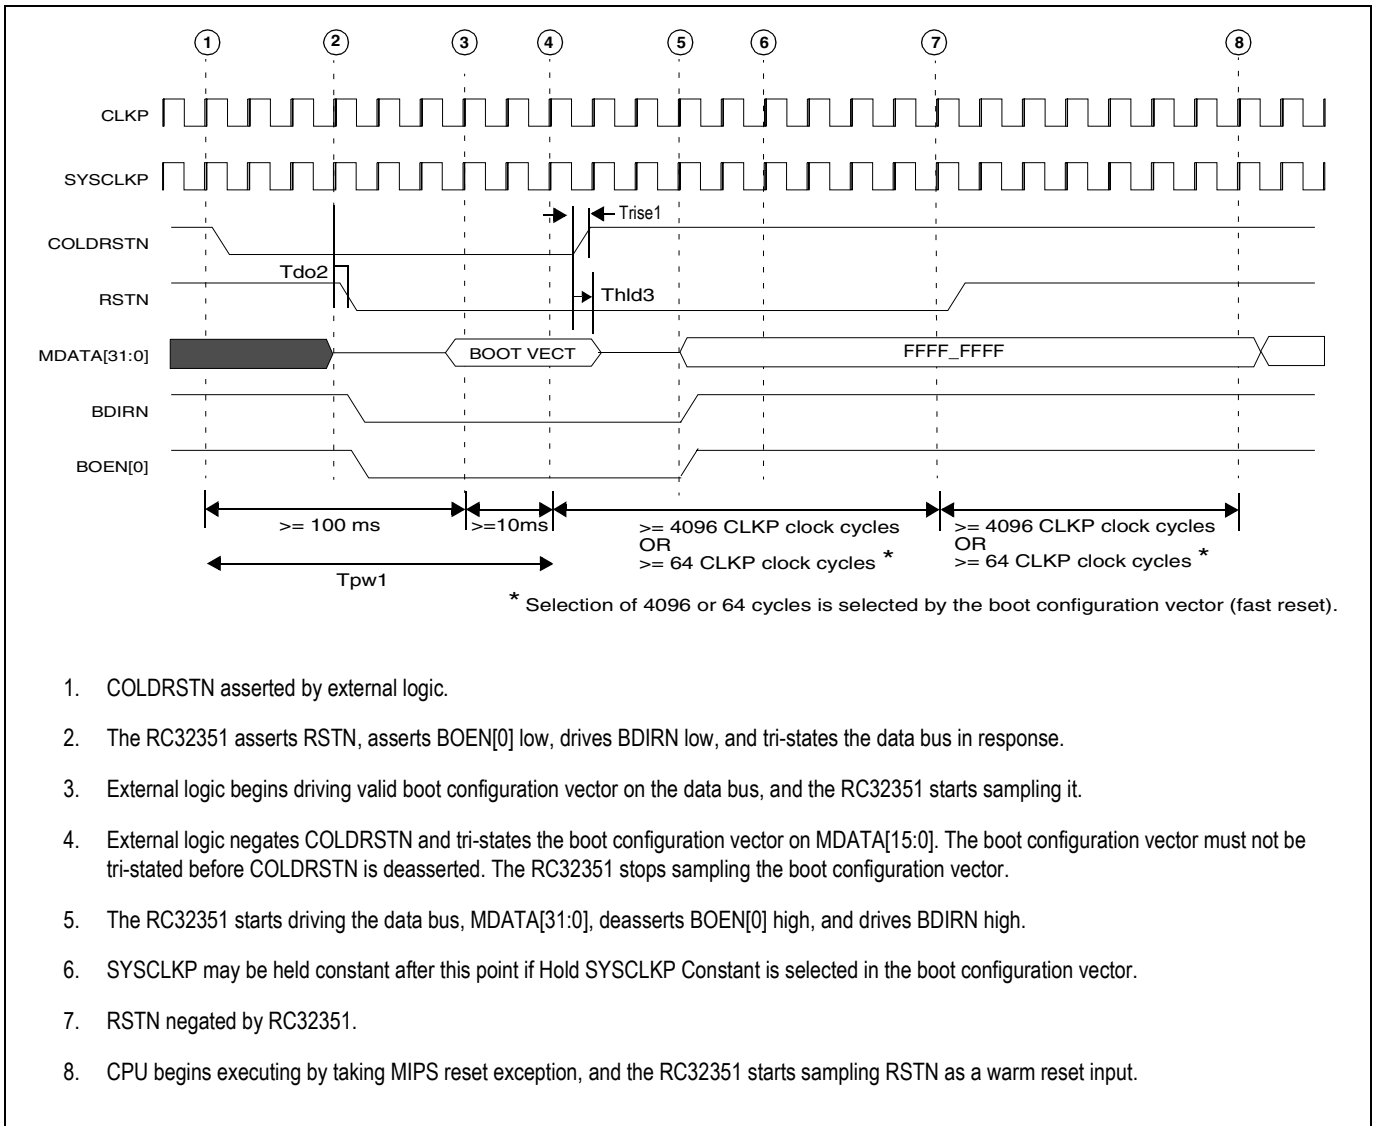 1 2 3 4 5 6 7 8
CLKP
SYSCLKP
Trise1
COLDRSTN
Tdo2
RSTN
Thld3
MDATA[31:0]
BOOT VECT
FFFF_FFFF
BDIRN
BOEN[0]
>= 100 ms
>=10ms
>= 4096 CLKP clock cycles
OR
>= 64 CLKP clock cycles *
>= 4096 CLKP clock cycles
OR
>= 64 CLKP clock cycles *
Tpw1
* Selection of 4096 or 64 cycles is selected by the boot configuration vector (fast reset).
1. COLDRSTN asserted by external logic.
2. The RC32351 asserts RSTN, asserts BOEN[0] low, drives BDIRN low, and tri-states the data bus in response.
3. External logic begins driving valid boot configuration vector on the data bus, and the RC32351 starts sampling it.
4. External logic negates COLDRSTN and tri-states the boot configuration vector on MDATA[15:0]. The boot configuration vector must not be
tri-stated before COLDRSTN is deasserted. The RC32351 stops sampling the boot configuration vector.
5. The RC32351 starts driving the data bus, MDATA[31:0], deasserts BOEN[0] high, and drives BDIRN high.
6. SYSCLKP may be held constant after this point if Hold SYSCLKP Constant is selected in the boot configuration vector.
7. RSTN negated by RC32351.
8. CPU begins executing by taking MIPS reset exception, and the RC32351 starts sampling RSTN as a warm reset input.